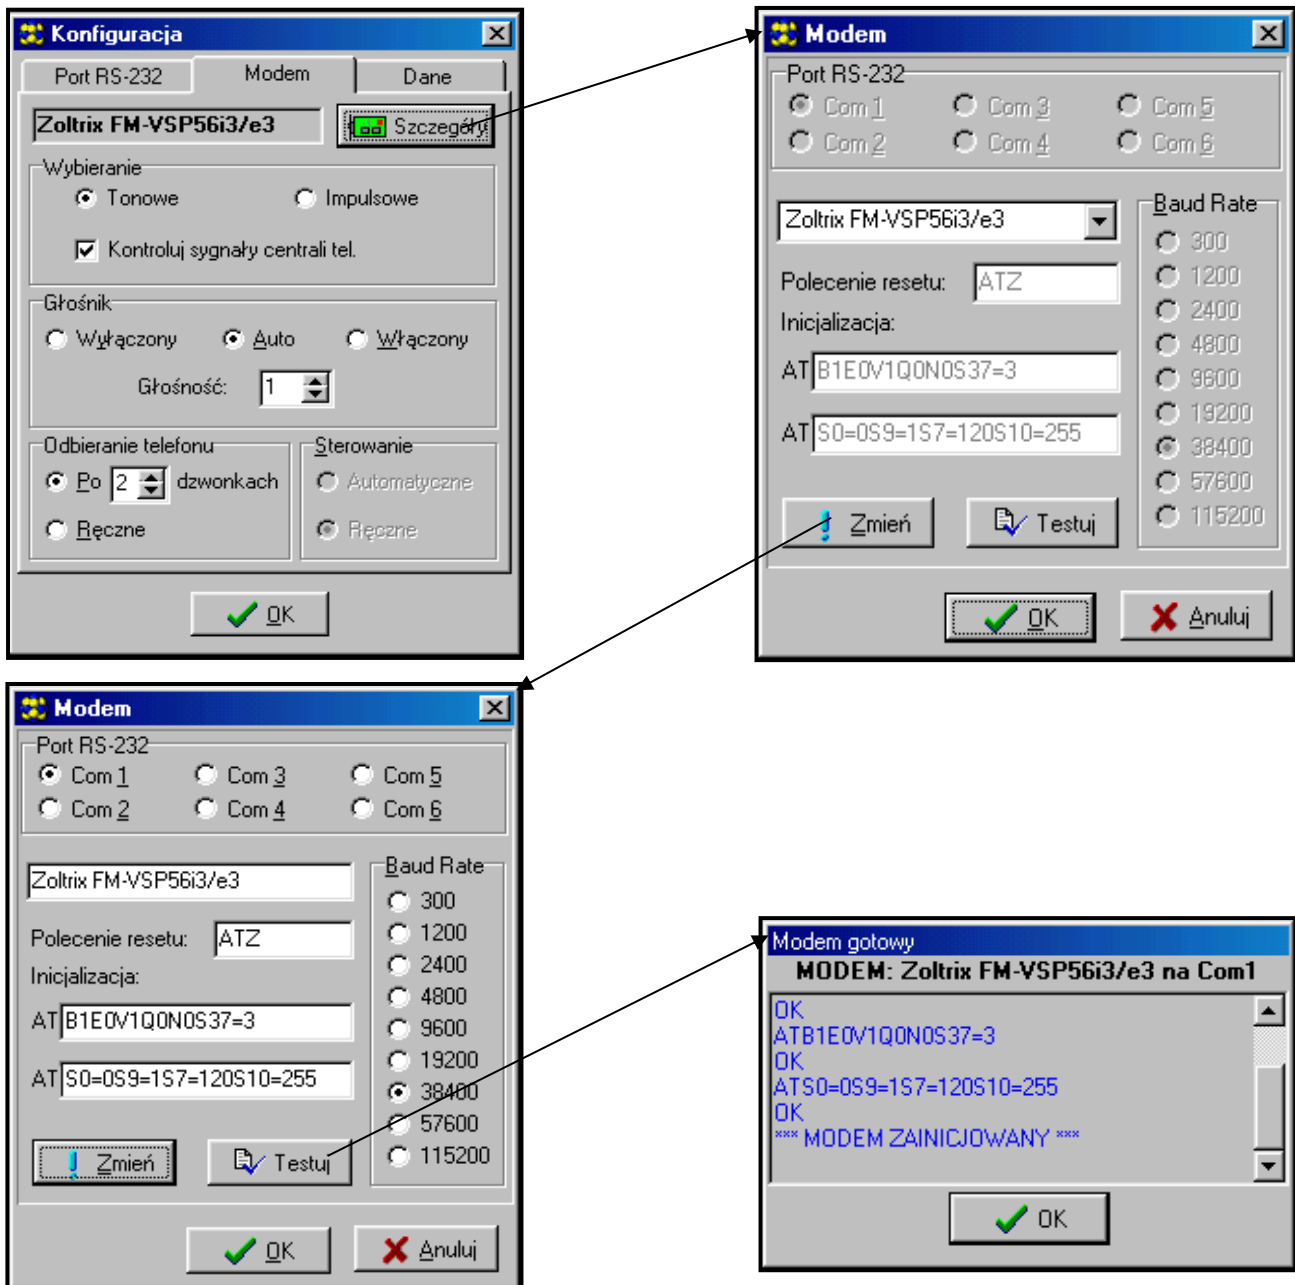 Konfiguracja
Port RS-232 Modem Dane
Zoltrix FM-VSP56i3/e3 Szczegóły
Wybieranie
Tonowe Impulsowe
Kontroluj sygnały centrali tel.
Głośnik
Wyłączony Auto Włączony
Głośność: 1
Odbieranie telefonu Sterowanie
Po 2 dzwonkach Automatyczne
Ręczne Ręczne
OK
Modem
Port RS-232
Com 1 Com 3 Com 5
Com 2 Com 4 Com 6
Zoltrix FM-VSP56i3/e3
Baud Rate
300
Polecenie resetu: ATZ 1200
2400
Inicjalizacja:
4800
AT B1E0V1Q0N0S37=3 9600
19200
AT S0=0S9=1S7=120S10=255 38400
57600
Zmień Testuj 115200
OK Anuluj
Modem
Port RS-232
Com 1 Com 3 Com 5
Com 2 Com 4 Com 6
Baud Rate
Zoltrix FM-VSP56i3/e3
300
Polecenie resetu: ATZ 1200
2400
Inicjalizacja:
4800
AT B1E0V1Q0N0S37=3 9600
19200
AT S0=0S9=1S7=120S10=255 38400
57600
Zmień Testuj 115200
OK Anuluj
Modem gotowy
MODEM: Zoltrix FM-VSP56i3/e3 na Com1
OK
ATB1E0V1Q0N0S37=3
OK
ATS0=0S9=1S7=120S10=255
OK
*** MODEM ZAINICJOWANY ***
OK